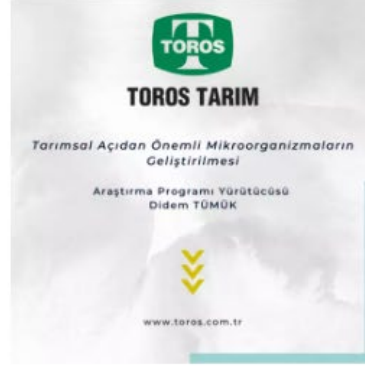 TOROS
TOROS TARIM
Tarımsal Açıdan Önemli Mikroorganizmaların
Geliştirilmesi
Araştırma Programı Yürütücüsü
Didem TÜMÜK
www.toros.com.tr